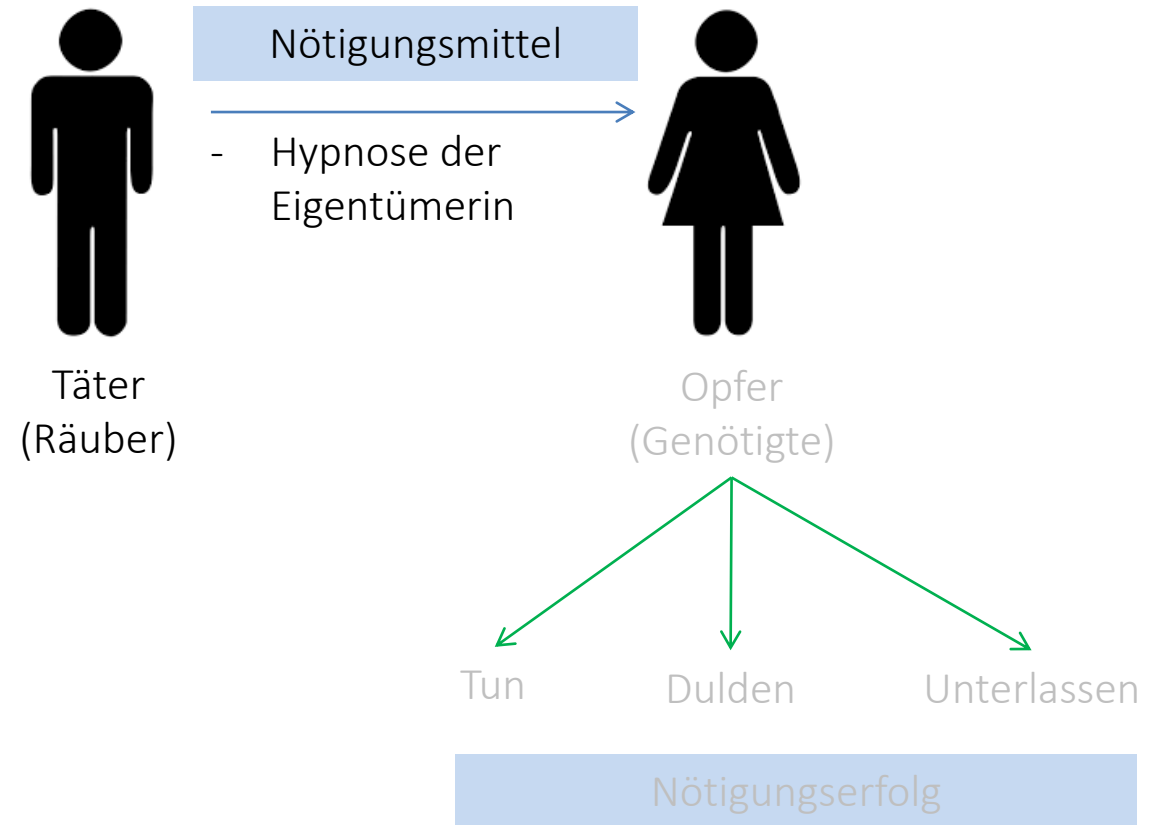 Nötigungsmittel
- Hypnose der
Eigentümerin
Täter
(Räuber)
Opfer
(Genötigte)
Tun
Dulden
Unterlassen
Nötigungserfolg